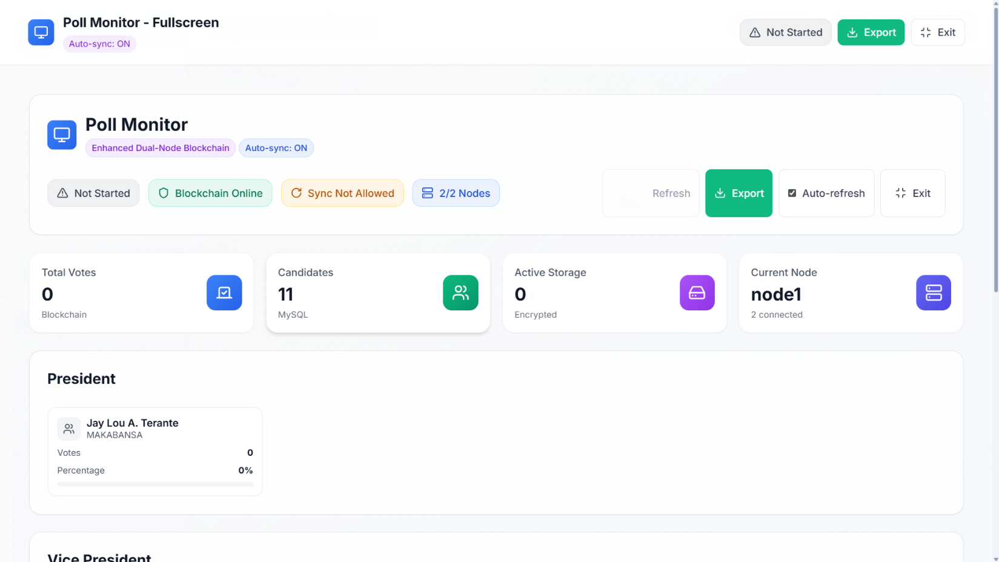 Poll Monitor - Fullscreen
Auto-sync: ON
Not Started
Export
Exit
Poll Monitor
Enhanced Dual-Node Blockchain
Auto-sync: ON
Not Started
Blockchain Online
Sync Not Allowed
2/2 Nodes
Refresh
Export
Auto-refresh
Exit
Total Votes
0
Blockchain
Candidates
11
MySQL
Active Storage
0
Encrypted
Current Node
node1
2 connected
President
Jay Lou A. Terante
MAKABANSA
Votes 0
Percentage 0%
Vice President